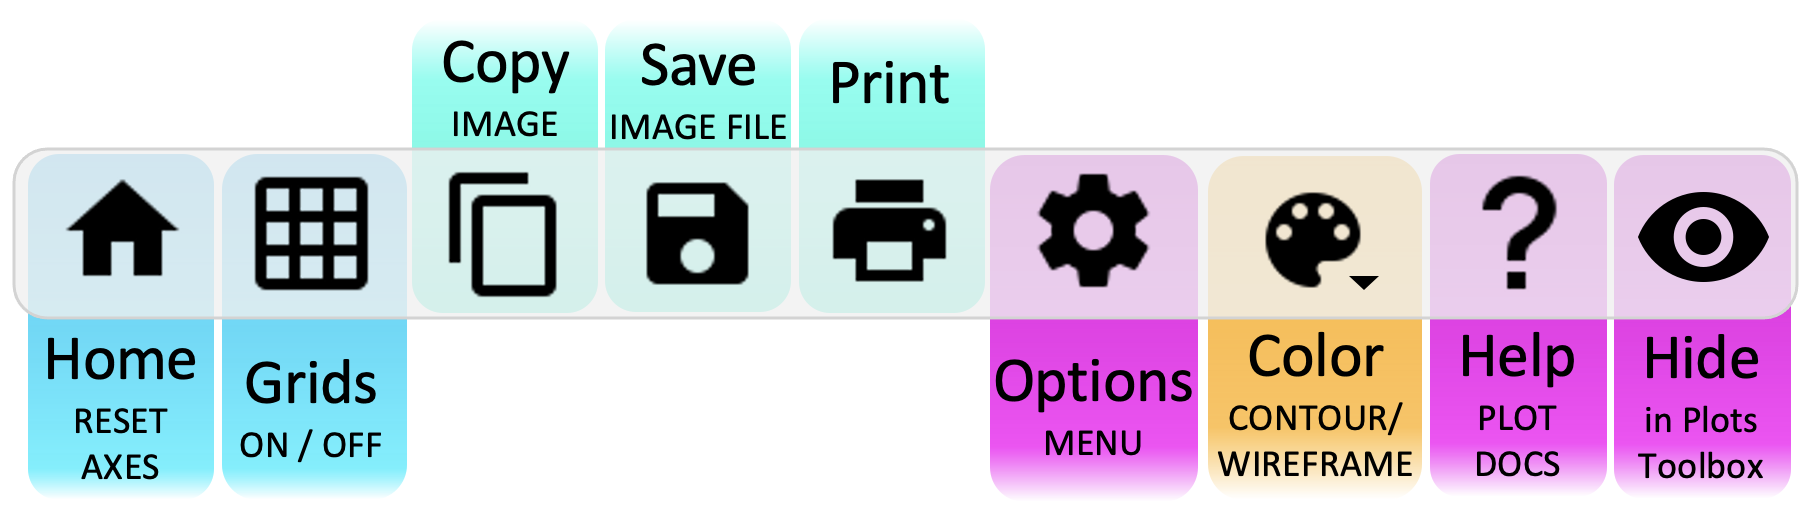 Copy
IMAGE
Save
IMAGE FILE
Print
Home
RESET
AXES
Grids
ON / OFF
Options
MENU
Color
CONTOUR/
WIREFRAME
Help
PLOT
DOCS
Hide
in Plots
Toolbox